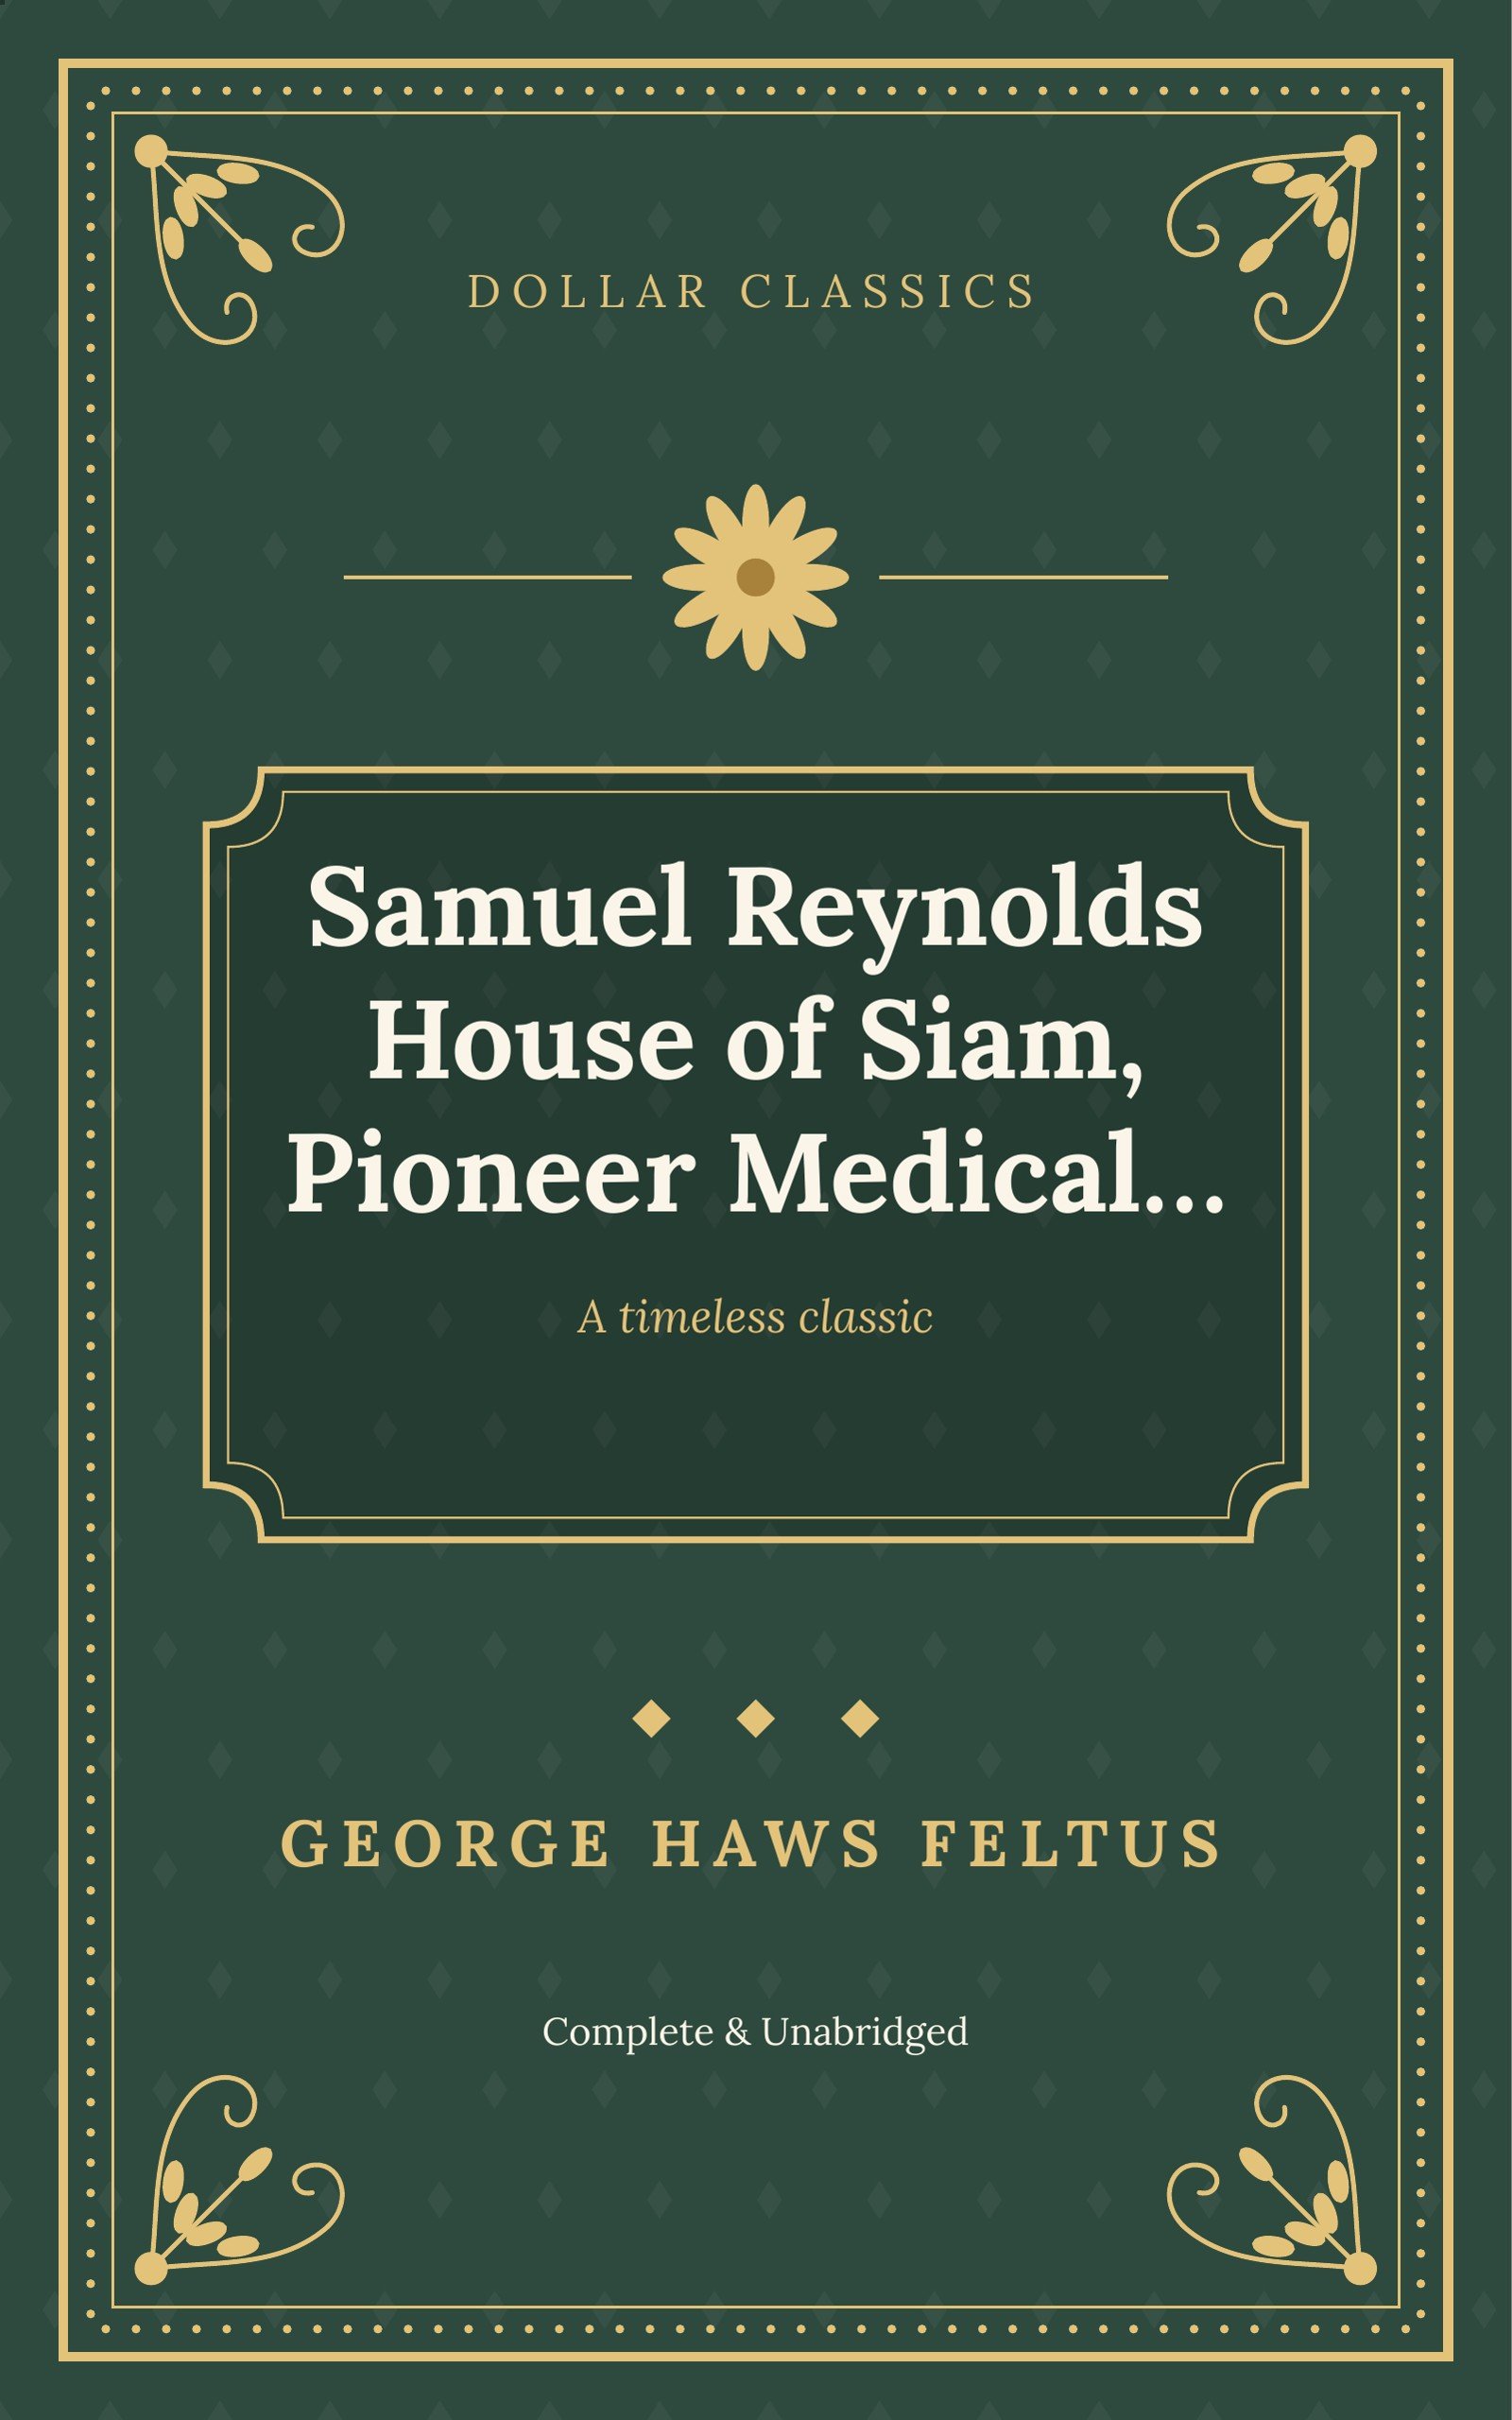 DOLLAR CLASSICS
Samuel Reynolds
House of Siam,
Pioneer Medical...
A timeless classic
GEORGE HAWS FELTUS
Complete & Unabridged